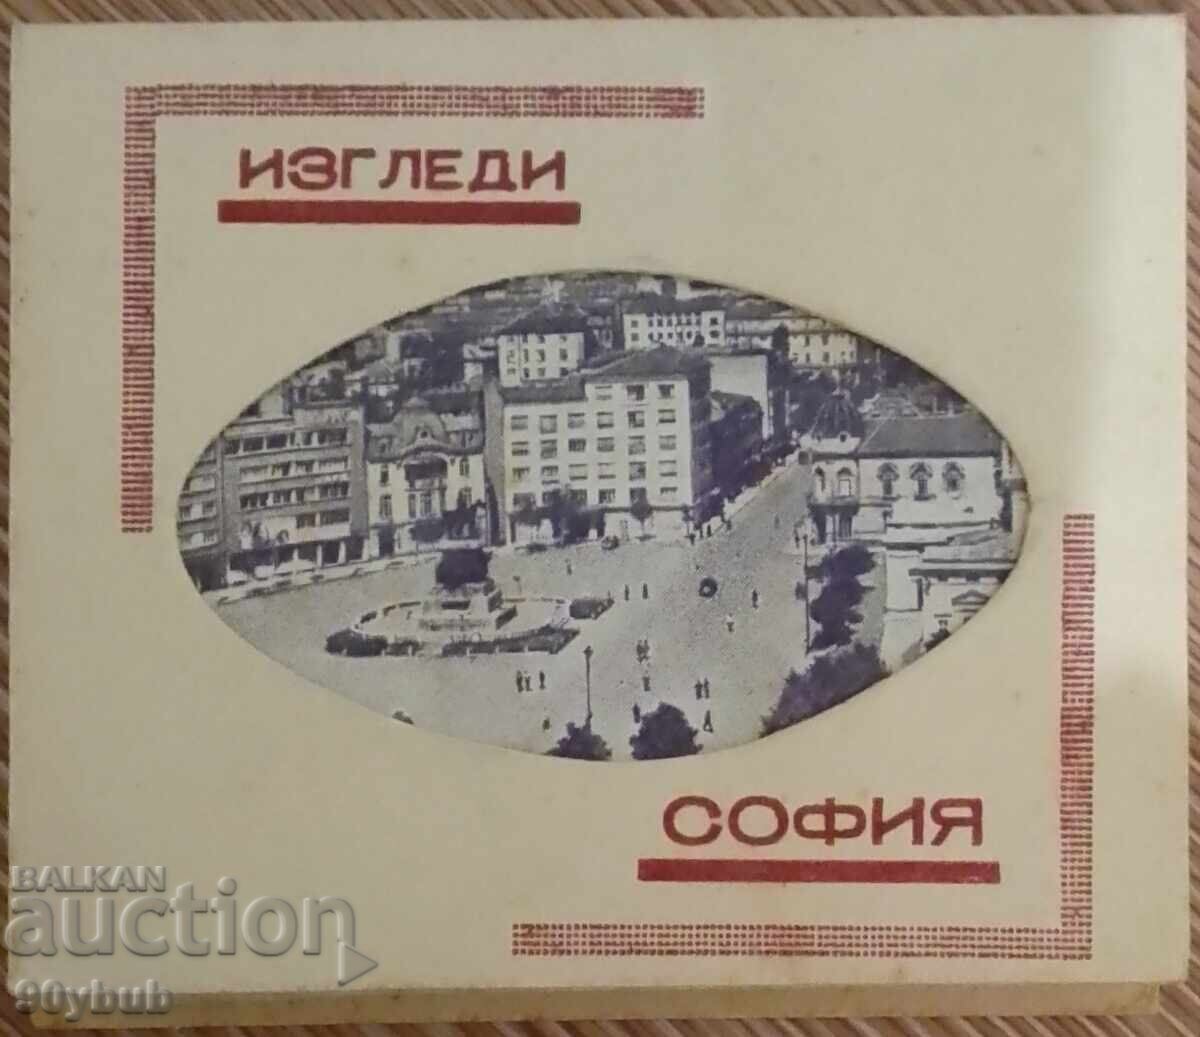 ИЗГЛЕДИ
СОФИЯ
BALKAN
auction
90ybub